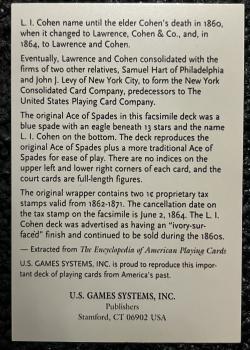 L. I. Cohen name until the elder Cohen's death in 1860,
when it changed to Lawrence, Cohen & Co., and, in
1864, to Lawrence and Cohen.
Eventually, Lawrence and Cohen consolidated with the
firms of two other relatives, Samuel Hart of Philadelphia
and John J. Levy of New York City, to form the New York
Consolidated Card Company, predecessors to The
United States Playing Card Company.
The original Ace of Spades in this facsimile deck was a
blue spade with an eagle beneath 13 stars and the name
L. I. Cohen on the bottom. The deck reproduces the
original Ace of Spades plus a more traditional Ace of
Spades for ease of play. There are no indices on the
upper left and lower right corners of each card, and the
court cards are full-length figures.
The original wrapper contains two 1¢ proprietary tax
stamps valid from 1862-1871. The cancellation date on
the tax stamp on the facsimile is June 2, 1864. The L. I.
Cohen deck was advertised as having an "ivory-sur-
faced" finish and continued to be sold during the 1860s.
— Extracted from The Encyclopedia of American Playing Cards
U.S. GAMES SYSTEMS, INC. is proud to reproduce this impor-
tant deck of playing cards from America's past.
U.S. GAMES SYSTEMS, INC.
Publishers
Stamford, CT 06902 USA